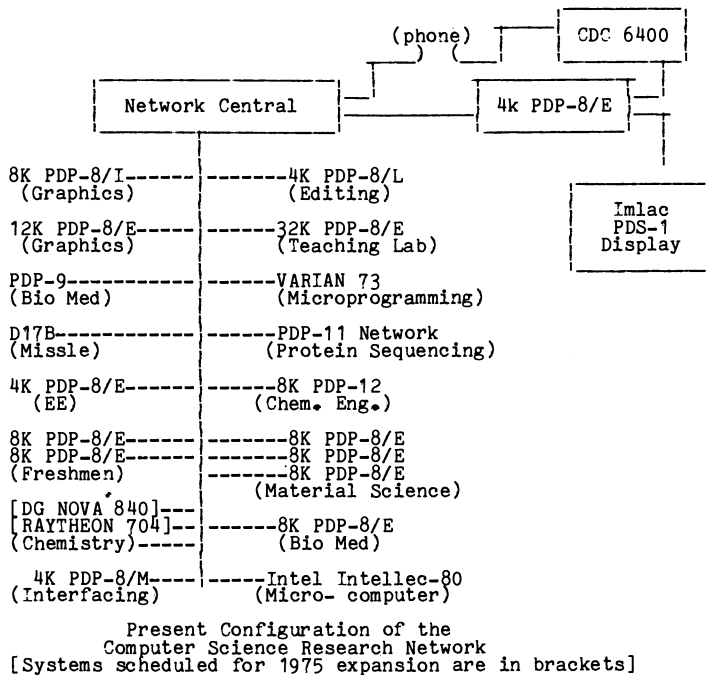 (phone)
CDC 6400
Network Central
4k PDP-8/E
Imlac
PDS-1
Display
8K PDP-8/I------ -------4K PDP-8/L
(Graphics) (Editing)
12K PDP-8/E----- ------32K PDP-8/E
(Graphics) (Teaching Lab)
PDP-9----------- ------VARIAN 73
(Bio Med) (Microprogramming)
D17B------------ ------PDP-11 Network
(Missle) (Protein Sequencing)
4K PDP-8/E------ ------8K PDP-12
(EE) (Chem. Eng.)
8K PDP-8/E------ -------8K PDP-8/E
8K PDP-8/E------ -------8K PDP-8/E
(Freshmen) -------8K PDP-8/E
(Material Science)
[DG NOVA 840]---
[RAYTHEON 704]-- ------8K PDP-8/E
(Chemistry)----- (Bio Med)
4K PDP-8/M---- -----Intel Intellec-80
(Interfacing) (Micro- computer)
Present Configuration of the
Computer Science Research Network
[Systems scheduled for 1975 expansion are in brackets]